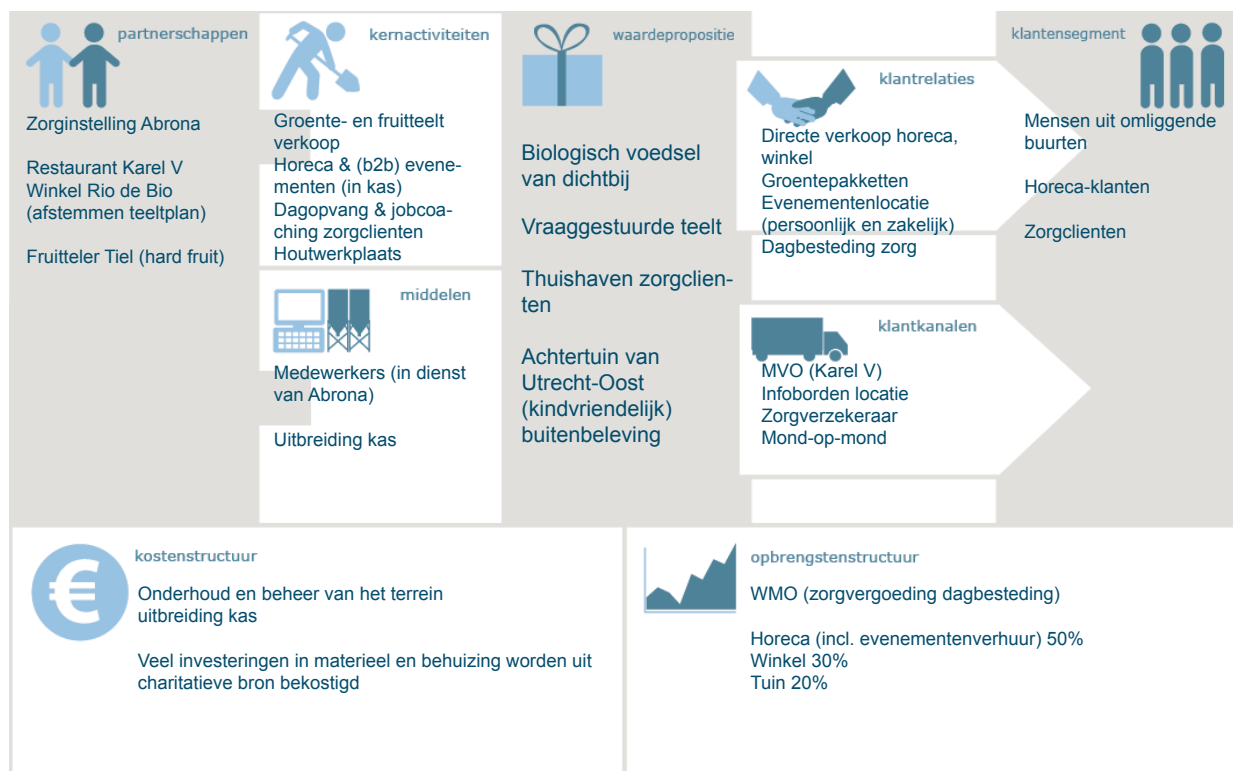 partnerschappen
Zorginstelling Abrona
Restaurant Karel V
Winkel Rio de Bio
(afstemmen teeltplan)
Fruitteler Tiel (hard fruit)
kernactiviteiten
Groente- en fruitteelt
verkoop
Horeca & (b2b) evene-
menten (in kas)
Dagopvang & jobcoa-
ching zorgclienten
Houtwerkplaats
middelen
Medewerkers (in dienst
van Abrona)
Uitbreiding kas
waardepropositie
Biologisch voedsel
van dichtbij
Vraaggestuurde teelt
Thuishaven zorgclien-
ten
Achtertuin van
Utrecht-Oost
(kindvriendelijk)
buitenbeleving
klantrelaties
Directe verkoop horeca,
winkel
Groentepakketten
Evenementenlocatie
(persoonlijk en zakelijk)
Dagbesteding zorg
klantkanalen
MVO (Karel V)
Infoborden locatie
Zorgverzekeraar
Mond-op-mond
klantensegment
Mensen uit omliggende
buurten
Horeca-klanten
Zorgclienten
kostenstructuur
€
Onderhoud en beheer van het terrein
uitbreiding kas
Veel investeringen in materieel en behuizing worden uit
charitatieve bron bekostigd
opbrengstenstructuur
WMO (zorgvergoeding dagbesteding)
Horeca (incl. evenementenverhuur) 50%
Winkel 30%
Tuin 20%